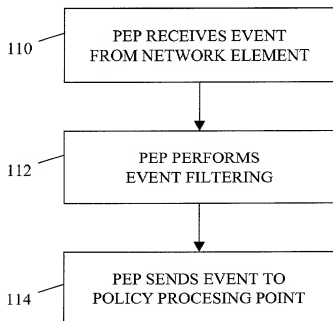 110
PEP RECEIVES EVENT
FROM NETWORK ELEMENT
112
PEP PERFORMS
EVENT FILTERING
114
PEP SENDS EVENT TO
POLICY PROCESING POINT